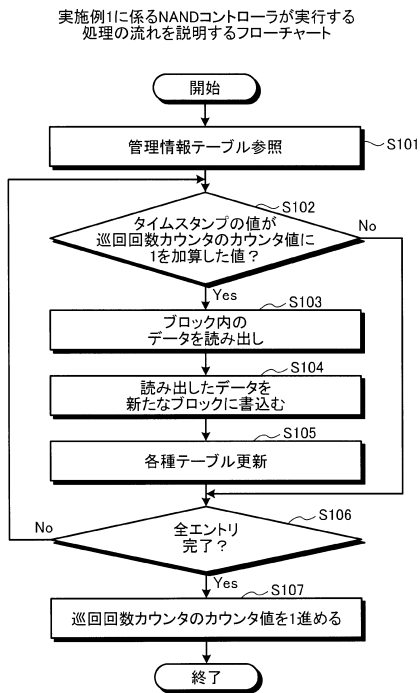 実施例1に係るNANDコントローラが実行する
処理の流れを説明するフローチャート
開始
管理情報テーブル参照
S101
S102
タイムスタンプの値が
巡回回数カウンタのカウンタ値に
1を加算した値？
No
Yes
S103
ブロック内の
データを読み出し
S104
読み出したデータを
新たなブロックに書込む
S105
各種テーブル更新
S106
全エントリ
完了？
No
Yes
S107
巡回回数カウンタのカウンタ値を1進める
終了